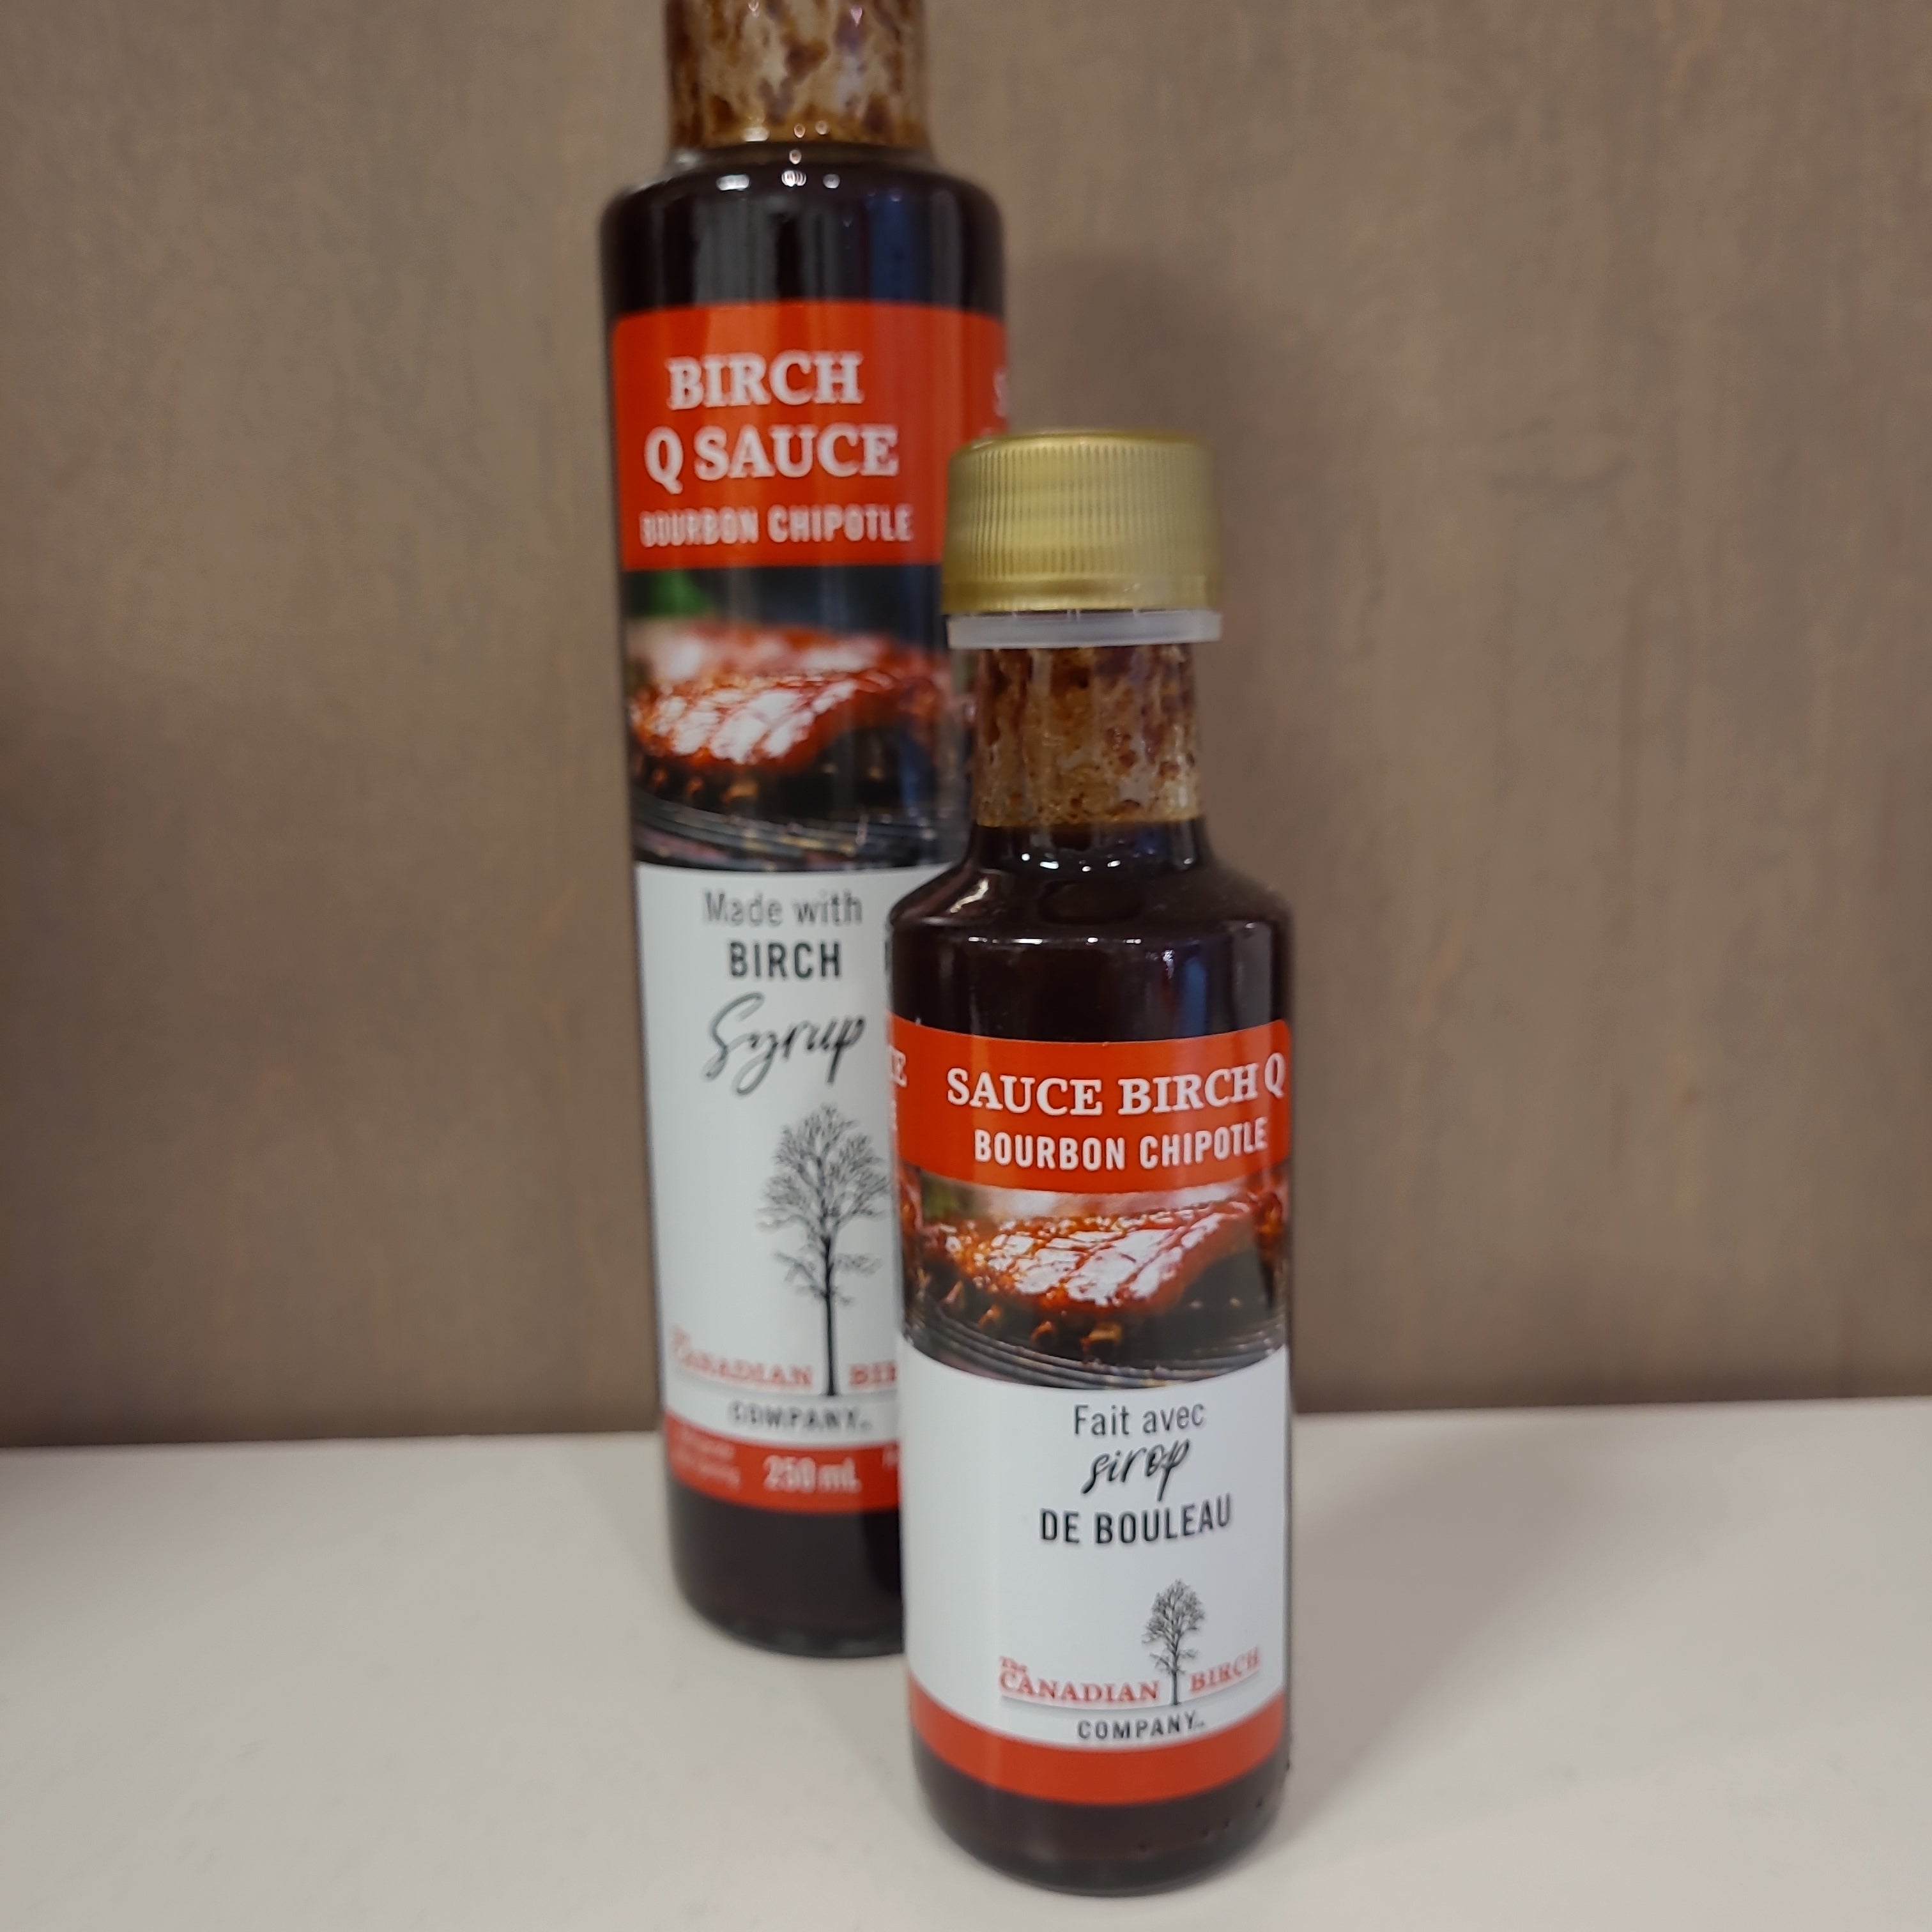 BIRCH
Q SAUCE
BOURBON CHIPOTLE
Made with
BIRCH
Syrup
CANADIAN
COMPANY
250 mL
SAUCE BIRCH Q
BOURBON CHIPOTLE
Fait avec
sirop
DE BOULEAU
The
CANADIAN BIRCH
COMPANY